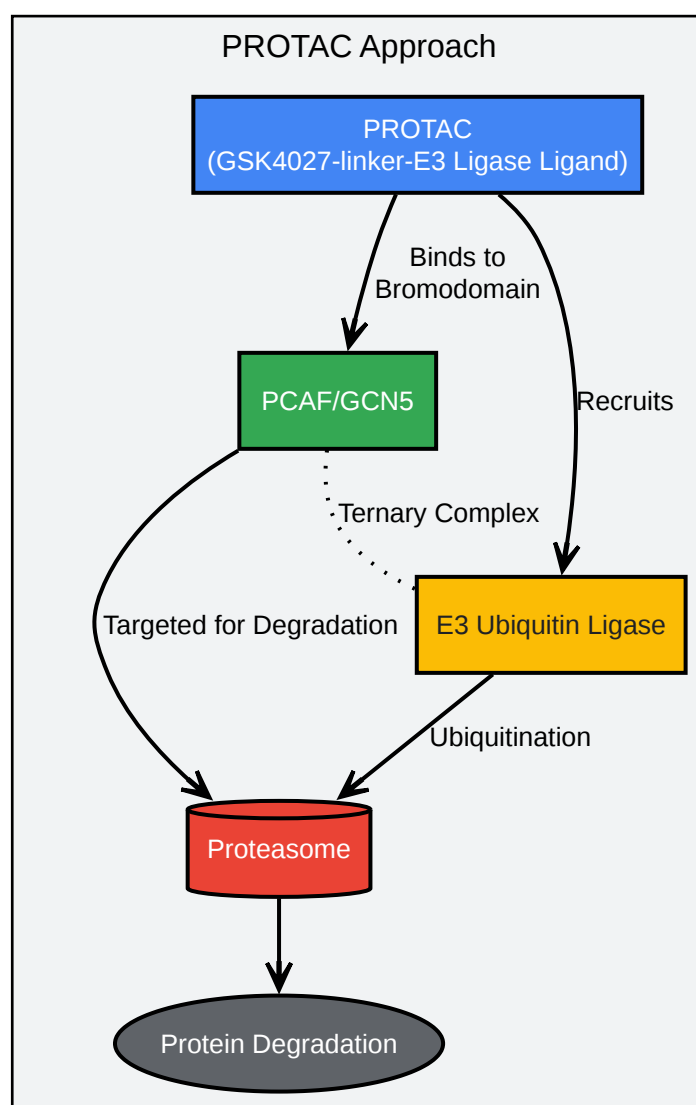 PROTAC Approach
PROTAC
(GSK4027-linker-E3 Ligase Ligand)
Binds to
Bromodomain
PCAF/GCN5
Recruits
Ternary Complex
Targeted for Degradation
E3 Ubiquitin Ligase
Ubiquitination
Proteasome
Protein Degradation